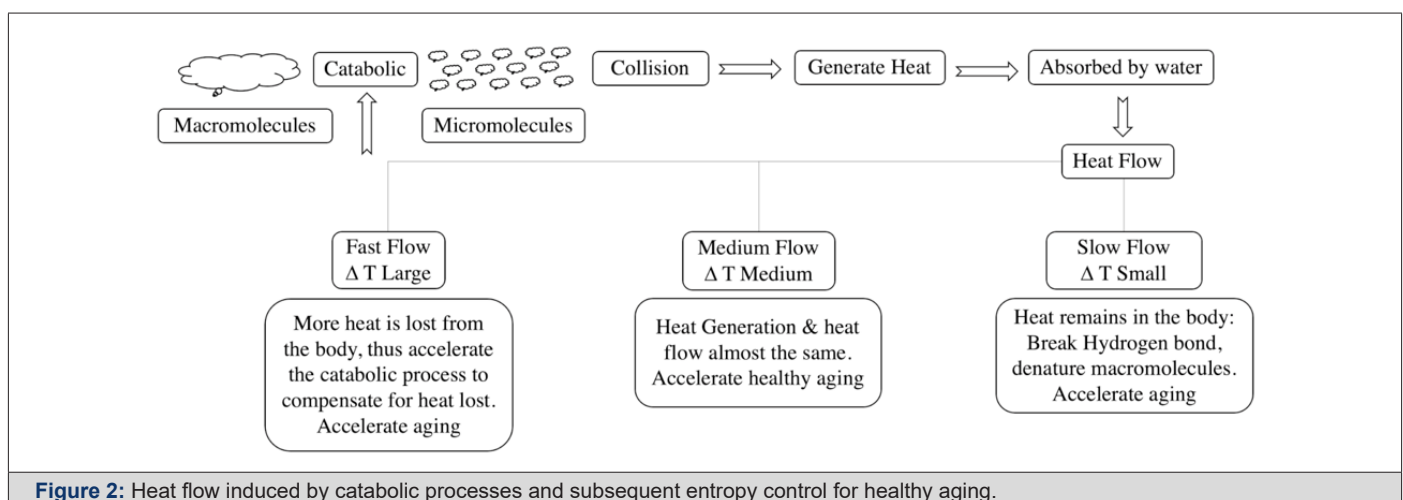 Catabolic
Collision
Generate Heat
Absorbed by water
Macromolecules
Micromolecules
Heat Flow
Fast Flow
Δ T Large
Medium Flow
Δ T Medium
Slow Flow
Δ T Small
More heat is lost from
the body, thus accelerate
the catabolic process to
compensate for heat lost.
Accelerate aging
Heat Generation & heat
flow almost the same.
Accelerate healthy aging
Heat remains in the body:
Break Hydrogen bond,
denature macromolecules.
Accelerate aging
Figure 2: Heat flow induced by catabolic processes and subsequent entropy control for healthy aging.